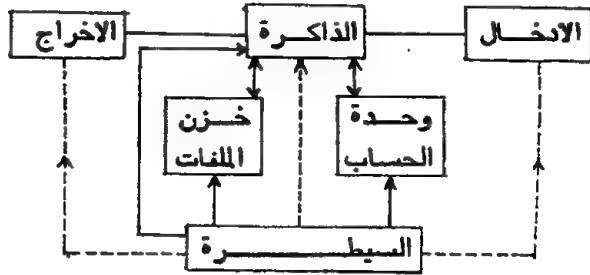 الادخال
الذاكرة
الاخراج
وحدة
الحساب
خزن
الملفات
السيطرة